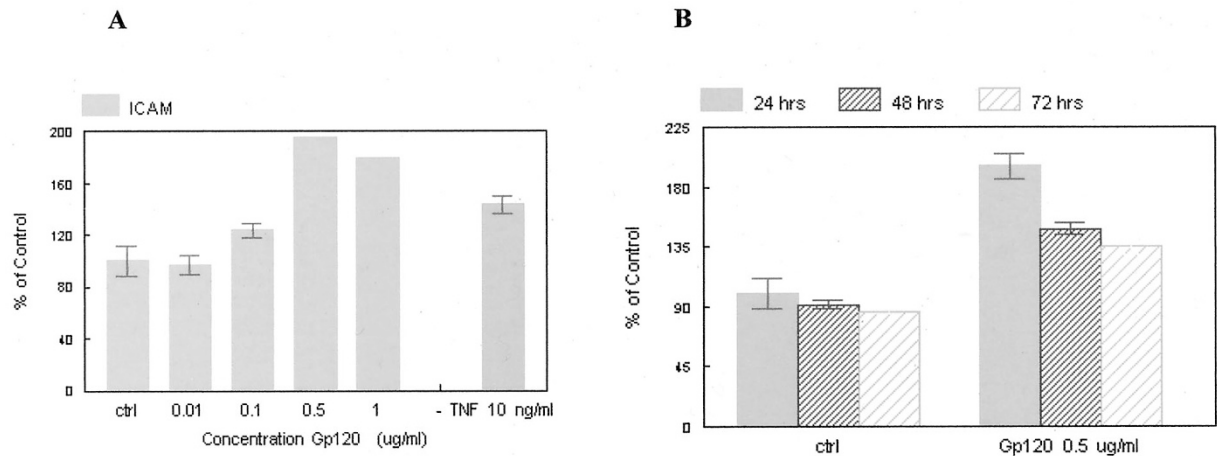 A
ICAM
200
160
120
80
40
0
% of Control
ctrl 0.01 0.1 0.5 1 - TNF 10 ng/ml
Concentration Gp120 (ug/ml)
B
24 hrs 48 hrs 72 hrs
225
180
135
90
45
0
% of Control
ctrl Gp120 0.5 ug/ml